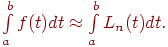 ∫_a^b f(t)dt ≈ ∫_a^b L_n(t)dt.